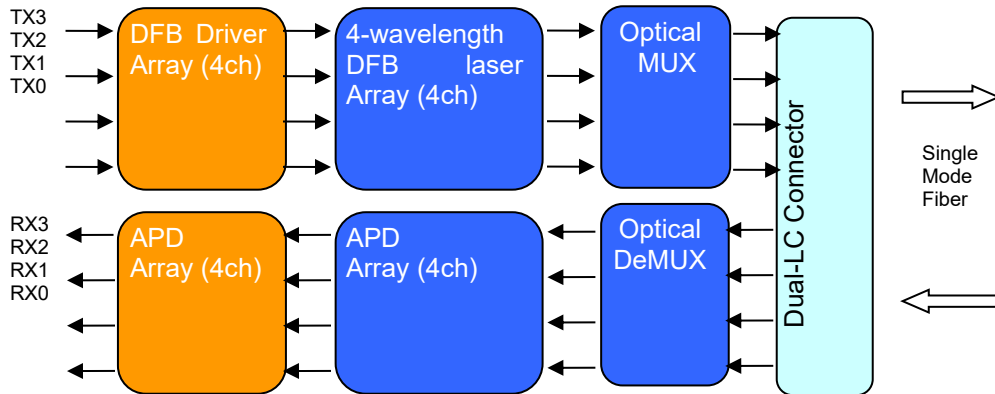 TX3
TX2
TX1
TX0
DFB Driver
Array (4ch)
4-wavelength
DFB laser
Array (4ch)
Optical
MUX
Dual-LC Connector
Single
Mode
Fiber
RX3
RX2
RX1
RX0
APD
Array (4ch)
APD
Array (4ch)
Optical
DeMUX